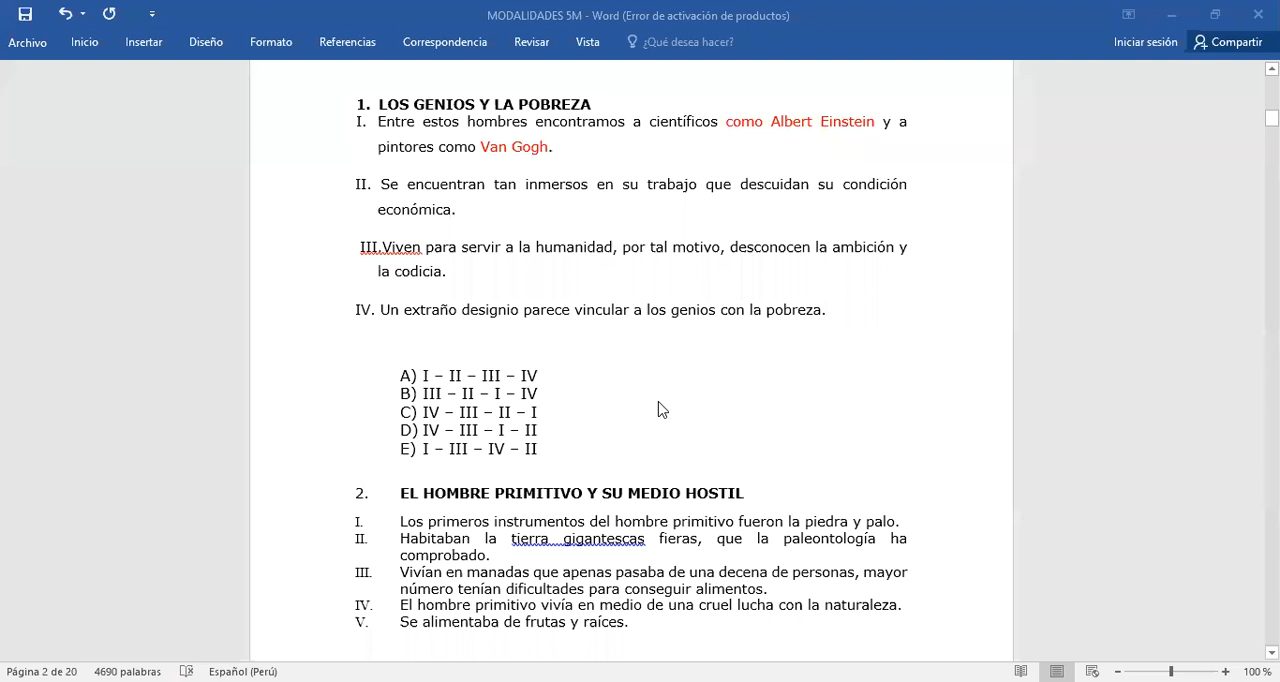 MODALIDADES 5M - Word (Error de activación de productos)
Archivo Inicio Insertar Diseño Formato Referencias Correspondencia Revisar Vista ¿Qué desea hacer? Iniciar sesión Compartir
1. LOS GENIOS Y LA POBREZA
I. Entre estos hombres encontramos a científicos como Albert Einstein y a
pintores como Van Gogh.
II. Se encuentran tan inmersos en su trabajo que descuidan su condición
económica.
III.Viven para servir a la humanidad, por tal motivo, desconocen la ambición y
la codicia.
IV. Un extraño designio parece vincular a los genios con la pobreza.
A) I – II – III – IV
B) III – II – I – IV
C) IV – III – II – I
D) IV – III – I – II
E) I – III – IV – II
2. EL HOMBRE PRIMITIVO Y SU MEDIO HOSTIL
I. Los primeros instrumentos del hombre primitivo fueron la piedra y palo.
II. Habitaban la tierra gigantescas fieras, que la paleontología ha
comprobado.
III. Vivían en manadas que apenas pasaba de una decena de personas, mayor
número tenían dificultades para conseguir alimentos.
IV. El hombre primitivo vivía en medio de una cruel lucha con la naturaleza.
V. Se alimentaba de frutas y raíces.
Página 2 de 20 4690 palabras Español (Perú) 100 %